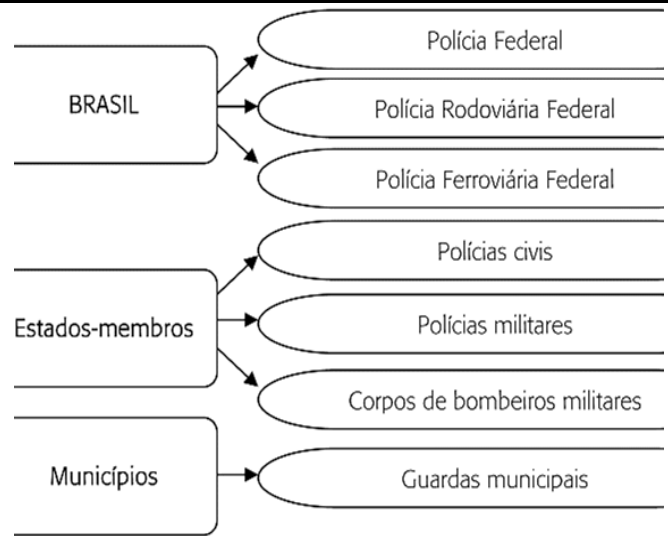 BRASIL
Polícia Federal
Polícia Rodoviária Federal
Polícia Ferroviária Federal
Estados-membros
Polícias civis
Polícias militares
Corpos de bombeiros militares
Municípios
Guardas municipais